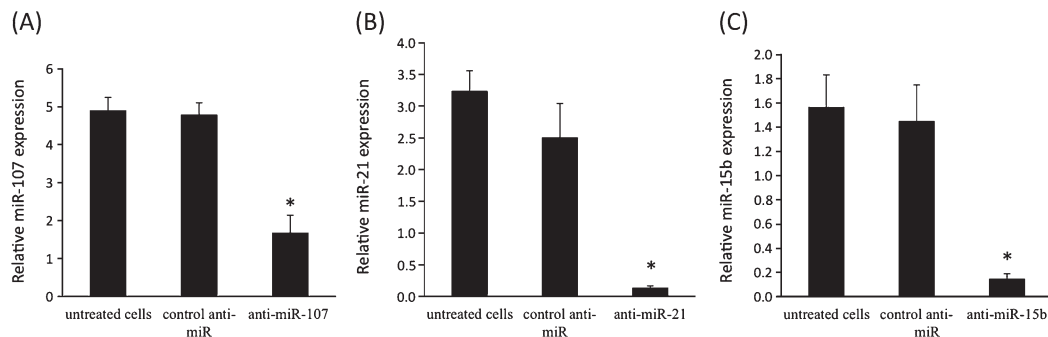 (A)
Relative miR-107 expression
6
5
4
3
2
1
0
*
untreated cells control anti- anti-miR-107
miR
(B)
Relative miR-21 expression
4.0
3.5
3.0
2.5
2.0
1.5
1.0
0.5
0.0
*
untreated cells control anti- anti-miR-21
miR
(C)
Relative miR-15b expression
2.0
1.8
1.6
1.4
1.2
1.0
0.8
0.6
0.4
0.2
0.0
*
untreated cells control anti- anti-miR-15b
miR